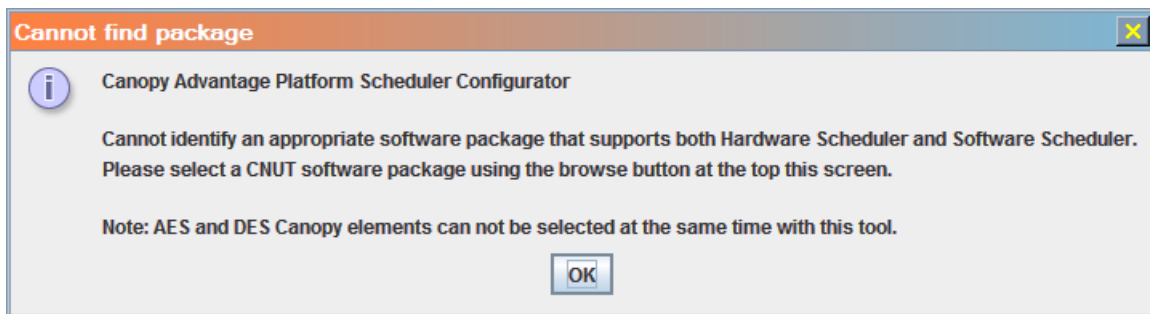 Cannot find package
Canopy Advantage Platform Scheduler Configurator
Cannot identify an appropriate software package that supports both Hardware Scheduler and Software Scheduler.
Please select a CNUT software package using the browse button at the top this screen.
Note: AES and DES Canopy elements can not be selected at the same time with this tool.
OK